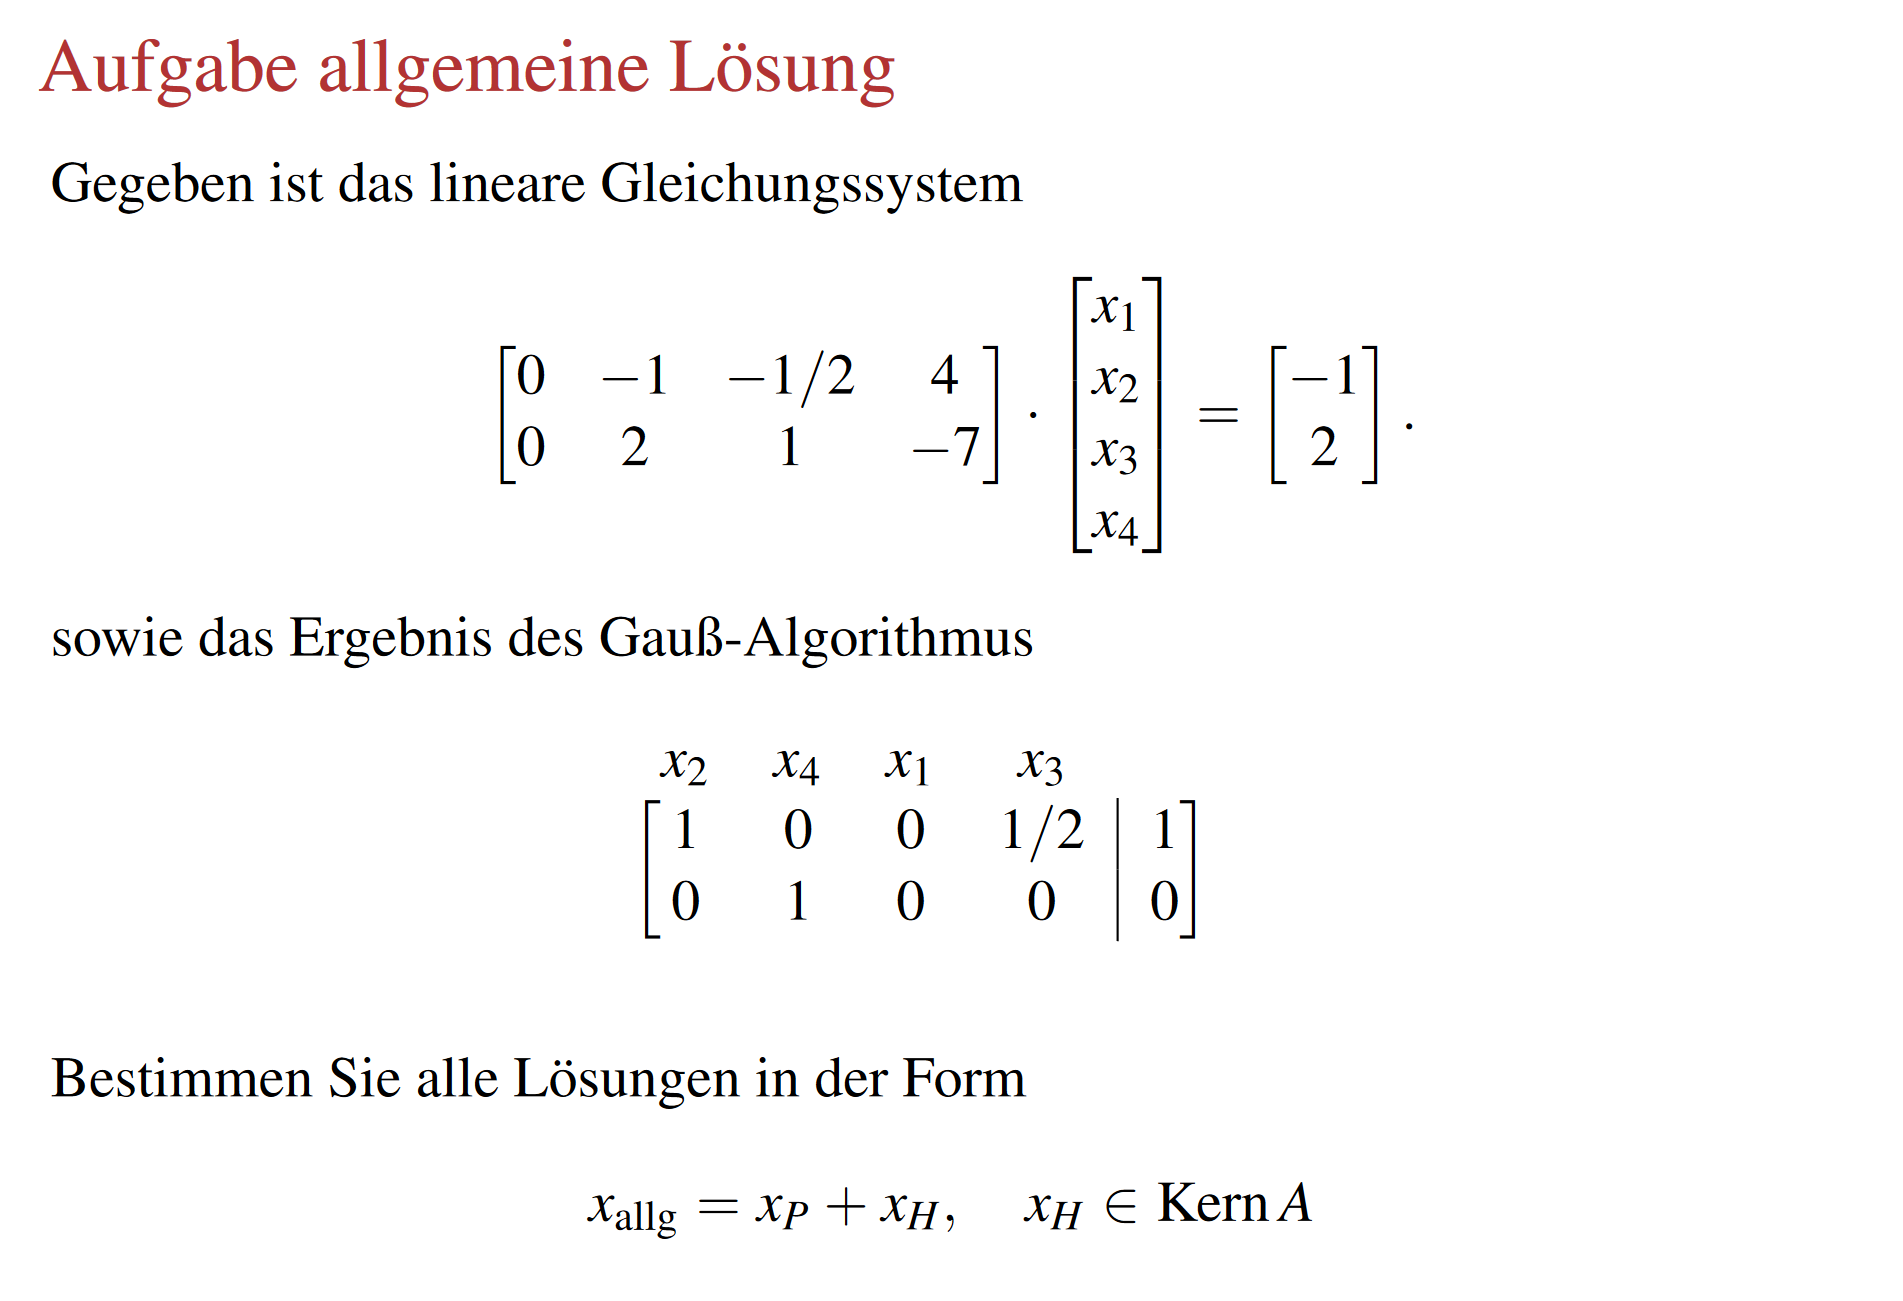 Aufgabe allgemeine Lösung
Gegeben ist das lineare Gleichungssystem
[0 −1 −1/2 4; 0 2 1 −7] · [x1; x2; x3; x4] = [−1; 2] .
sowie das Ergebnis des Gauß-Algorithmus
x2 x4 x1 x3
[1 0 0 1/2 | 1
0 1 0 0 | 0]
Bestimmen Sie alle Lösungen in der Form
xallg = xP + xH, xH ∈ Kern A